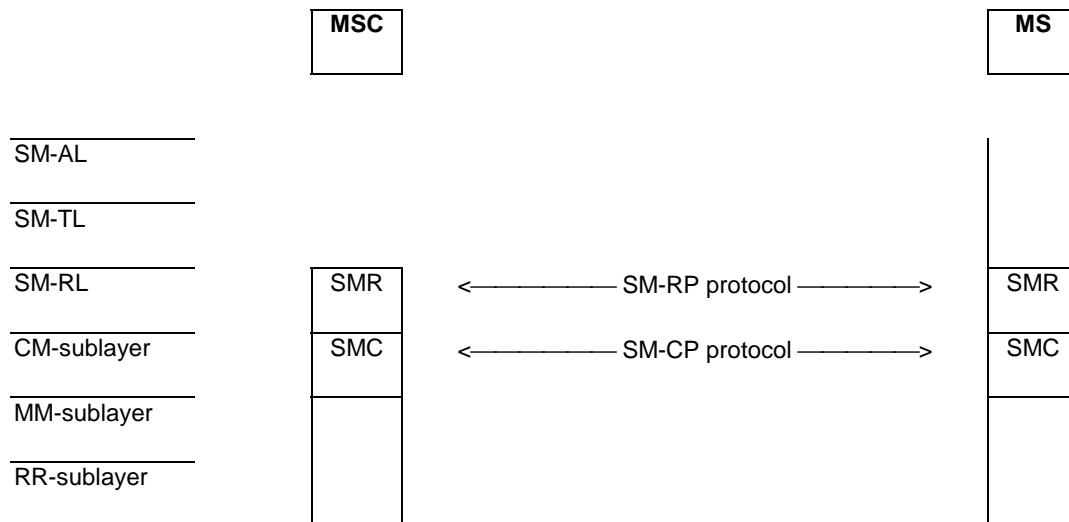 MSC MS
SM-AL
SM-TL
SM-RL SMR <——————— SM-RP protocol ———————> SMR
CM-sublayer SMC <——————— SM-CP protocol ———————> SMC
MM-sublayer
RR-sublayer